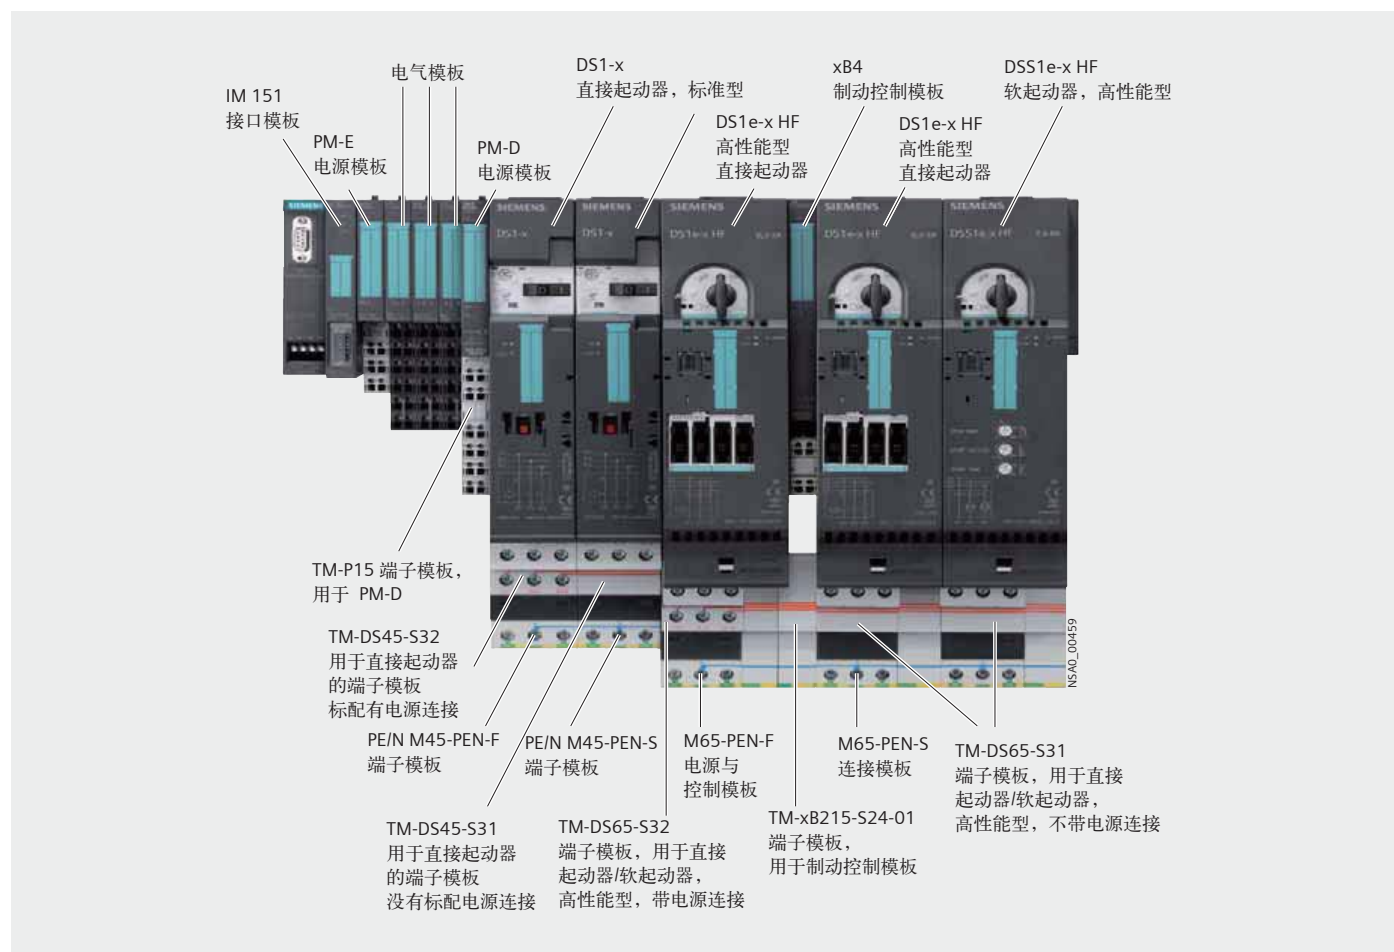 IM 151
接口模板
PM-E
电源模板
电气模板
PM-D
电源模板
DS1-x
直接起动器，标准型
DS1e-x HF
高性能型
直接起动器
xB4
制动控制模板
DS1e-x HF
高性能型
直接起动器
DSS1e-x HF
软起动器，高性能型
SIEMENS
SIEMENS
DS1-x
SIEMENS
DS1-x
SIEMENS
DS1e-x HF
SIEMENS
DS1e-x HF
SIEMENS
DSS1e-x HF
TM-P15 端子模板，
用于 PM-D
TM-DS45-S32
用于直接起动器
的端子模板
标配有电源连接
PE/N M45-PEN-F
端子模板
TM-DS45-S31
用于直接起动器
的端子模板
没有标配电源连接
PE/N M45-PEN-S
端子模板
TM-DS65-S32
端子模板，用于直接
起动器/软起动器，
高性能型，带电源连接
M65-PEN-F
电源与
控制模板
TM-xB215-S24-01
端子模板，
用于制动控制模板
M65-PEN-S
连接模板
TM-DS65-S31
端子模板，用于直接
起动器/软起动器，
高性能型，不带电源连接
NSA0_00459